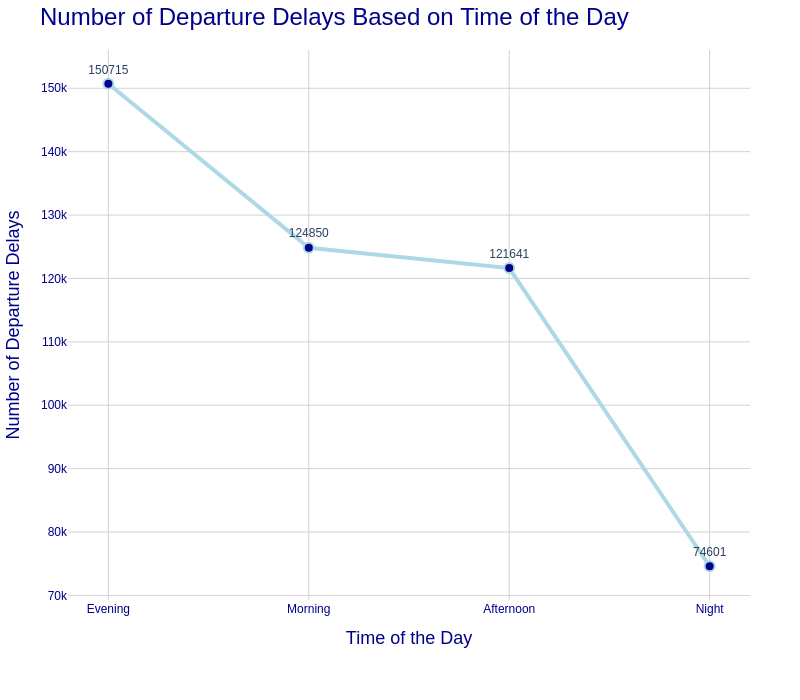 Number of Departure Delays Based on Time of the Day
150715
124850
121641
74601
150k
140k
130k
120k
110k
100k
90k
80k
70k
Number of Departure Delays
Evening Morning Afternoon Night
Time of the Day